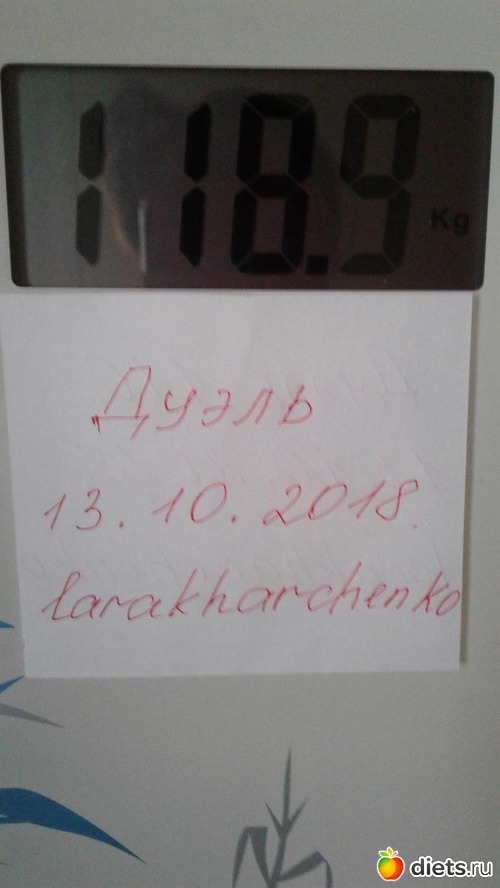 118.9 Kg
„Дуэль
13.10.2018.
larakharchenko
diets.ru